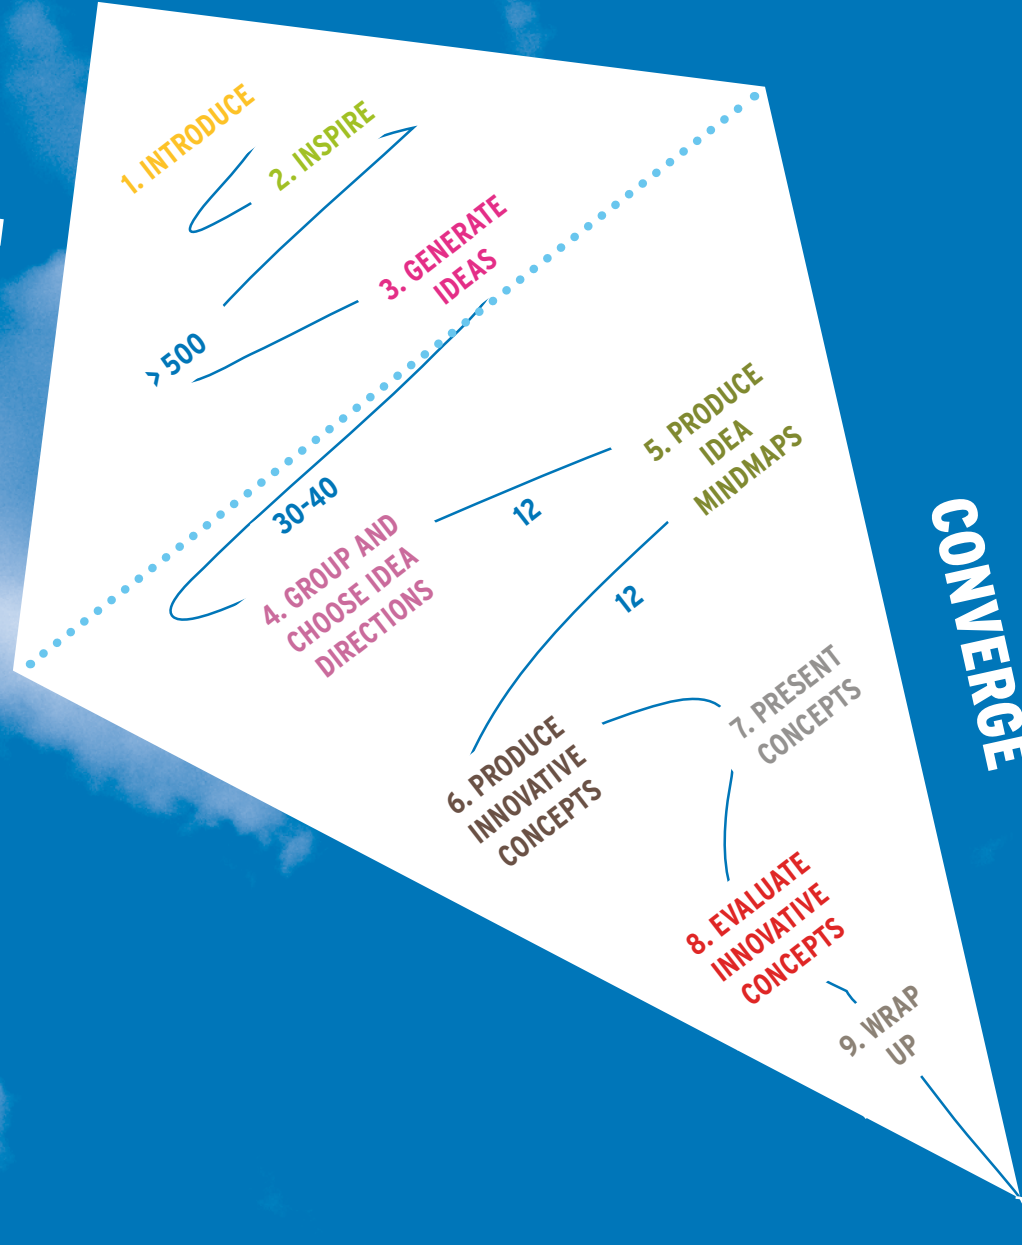 1. INTRODUCE
2. INSPIRE
3. GENERATE
IDEAS
> 500
30-40
4. GROUP AND
CHOOSE IDEA
DIRECTIONS
12
5. PRODUCE
IDEA
MINDMAPS
12
6. PRODUCE
INNOVATIVE
CONCEPTS
7. PRESENT
CONCEPTS
8. EVALUATE
INNOVATIVE
CONCEPTS
9. WRAP
UP
CONVERGE